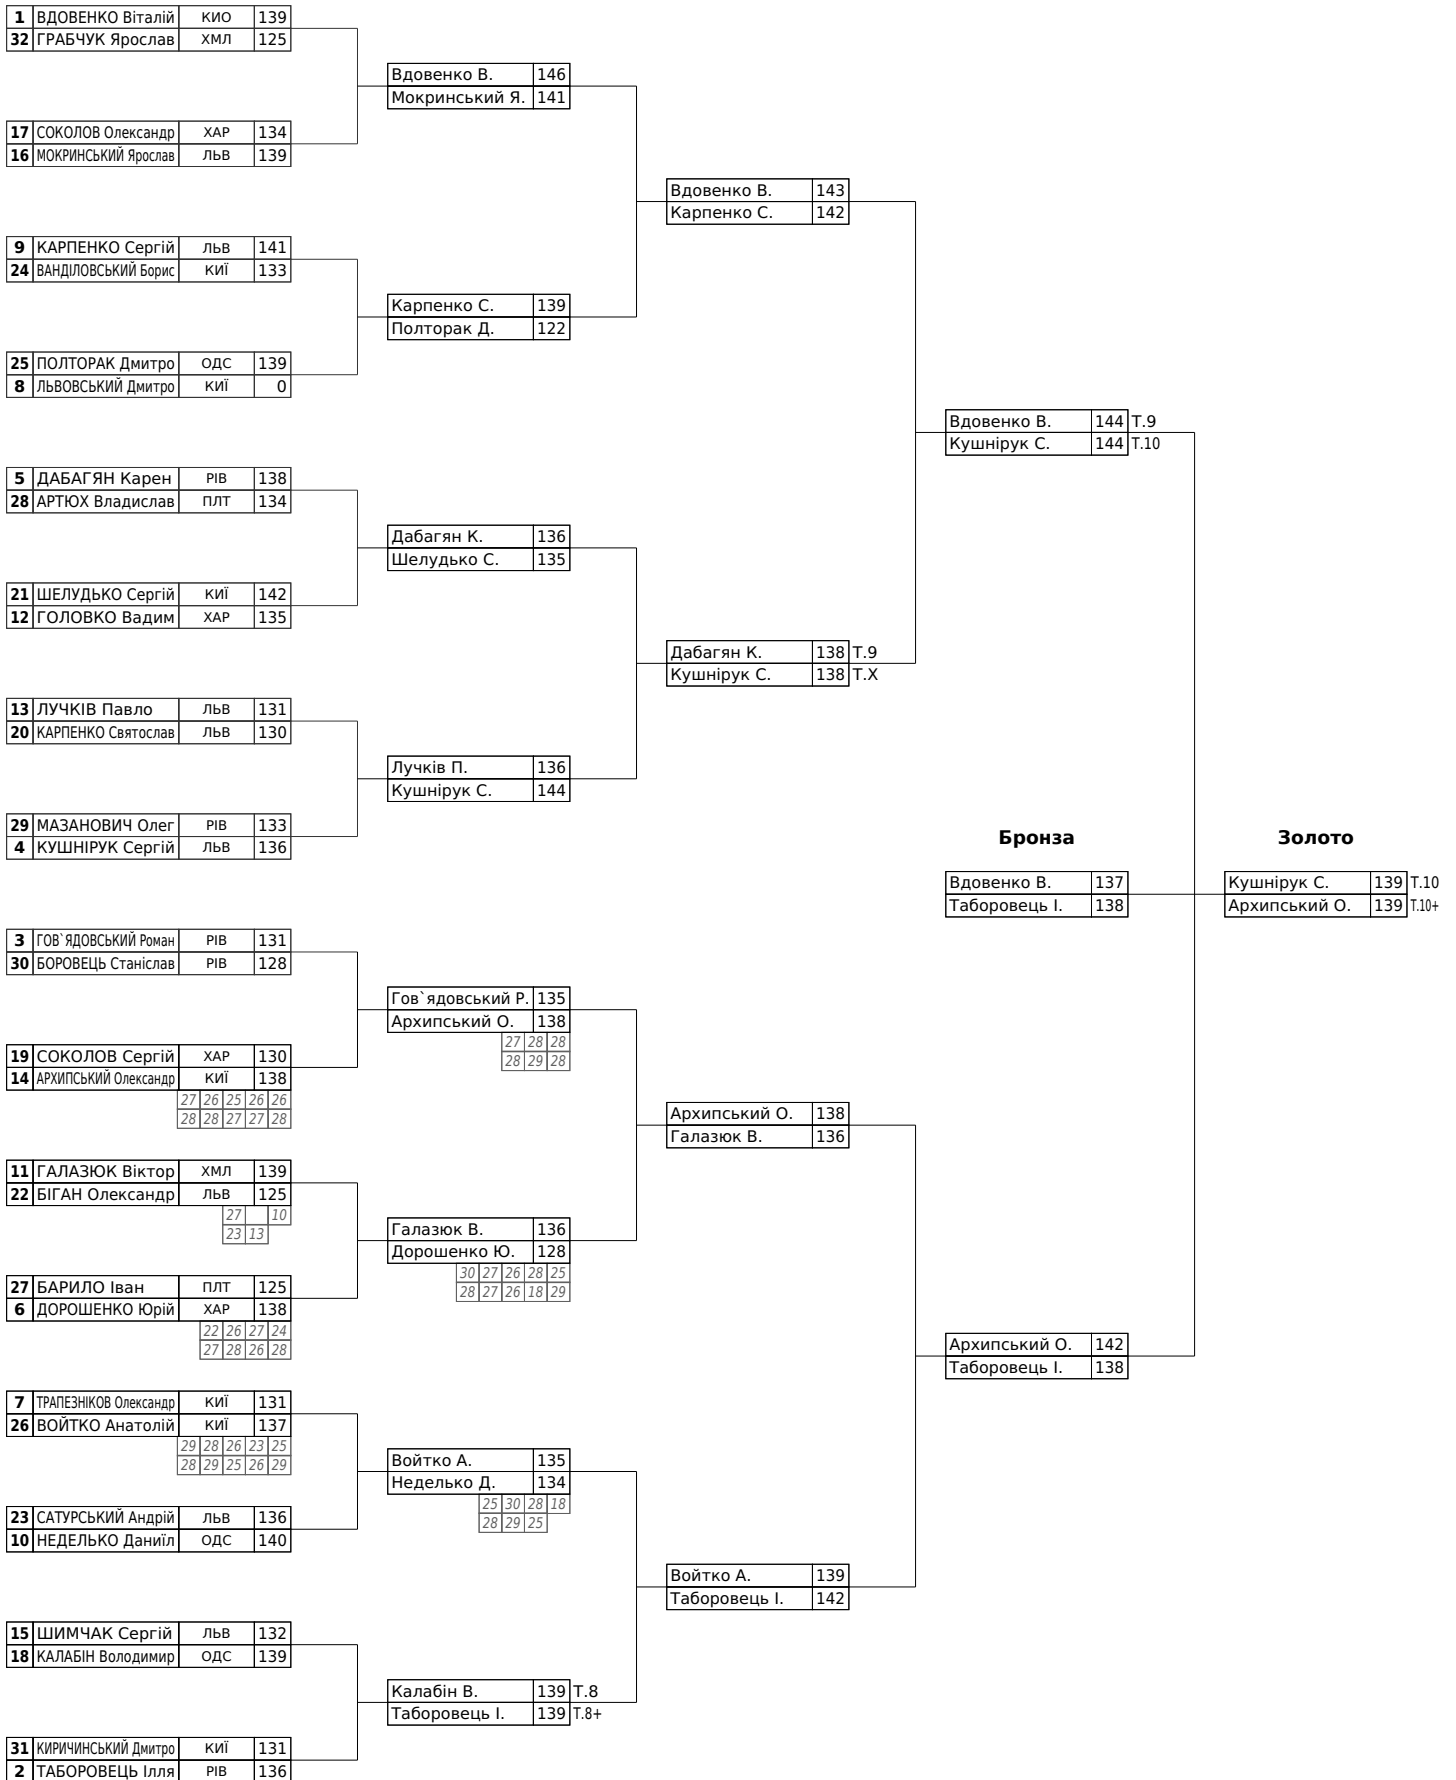 1 ВДОВЕНКО Віталій КИО 139
32 ГРАБЧУК Ярослав ХМЛ 125
Вдовенко В. 146
Мокринський Я. 141
17 СОКОЛОВ Олександр ХАР 134
16 МОКРИНСЬКИЙ Ярослав ЛЬВ 139
Вдовенко В. 143
Карпенко С. 142
9 КАРПЕНКО Сергій ЛЬВ 141
24 ВАНДІЛОВСЬКИЙ Борис КИЇ 133
Карпенко С. 139
Полторак Д. 122
25 ПОЛТОРАК Дмитро ОДС 139
8 ЛЬВОВСЬКИЙ Дмитро КИЇ 0
Вдовенко В. 144 Т.9
Кушнірук С. 144 Т.10
5 ДАБАГЯН Карен РІВ 138
28 АРТЮХ Владислав ПЛТ 134
Дабагян К. 136
Шелудько С. 135
21 ШЕЛУДЬКО Сергій КИЇ 142
12 ГОЛОВКО Вадим ХАР 135
Дабагян К. 138 Т.9
Кушнірук С. 138 Т.Х
13 ЛУЧКІВ Павло ЛЬВ 131
20 КАРПЕНКО Святослав ЛЬВ 130
Лучків П. 136
Кушнірук С. 144
29 МАЗАНОВИЧ Олег РІВ 133
4 КУШНІРУК Сергій ЛЬВ 136
Бронза Золото
Вдовенко В. 137 Кушнірук С. 139 Т.10
Таборовець І. 138 Архипський О. 139 Т.10+
3 ГОВ`ЯДОВСЬКИЙ Роман РІВ 131
30 БОРОВЕЦЬ Станіслав РІВ 128
Гов`ядовський Р. 135
Архипський О. 138
27 28 28
28 29 28
19 СОКОЛОВ Сергій ХАР 130
14 АРХИПСЬКИЙ Олександр КИЇ 138
27 26 25 26 26
28 28 27 27 28
Архипський О. 138
Галазюк В. 136
11 ГАЛАЗЮК Віктор ХМЛ 139
22 БІГАН Олександр ЛЬВ 125
27 10
23 13
Галазюк В. 136
Дорошенко Ю. 128
30 27 26 28 25
28 27 26 18 29
27 БАРИЛО Іван ПЛТ 125
6 ДОРОШЕНКО Юрій ХАР 138
22 26 27 24
27 28 26 28
Архипський О. 142
Таборовець І. 138
7 ТРАПЕЗНІКОВ Олександр КИЇ 131
26 ВОЙТКО Анатолій КИЇ 137
29 28 26 23 25
28 29 25 26 29
Войтко А. 135
Неделько Д. 134
25 30 28 18
28 29 25
23 САТУРСЬКИЙ Андрій ЛЬВ 136
10 НЕДЕЛЬКО Даниїл ОДС 140
Войтко А. 139
Таборовець І. 142
15 ШИМЧАК Сергій ЛЬВ 132
18 КАЛАБІН Володимир ОДС 139
Калабін В. 139 Т.8
Таборовець І. 139 Т.8+
31 КИРИЧИНСЬКИЙ Дмитро КИЇ 131
2 ТАБОРОВЕЦЬ Ілля РІВ 136